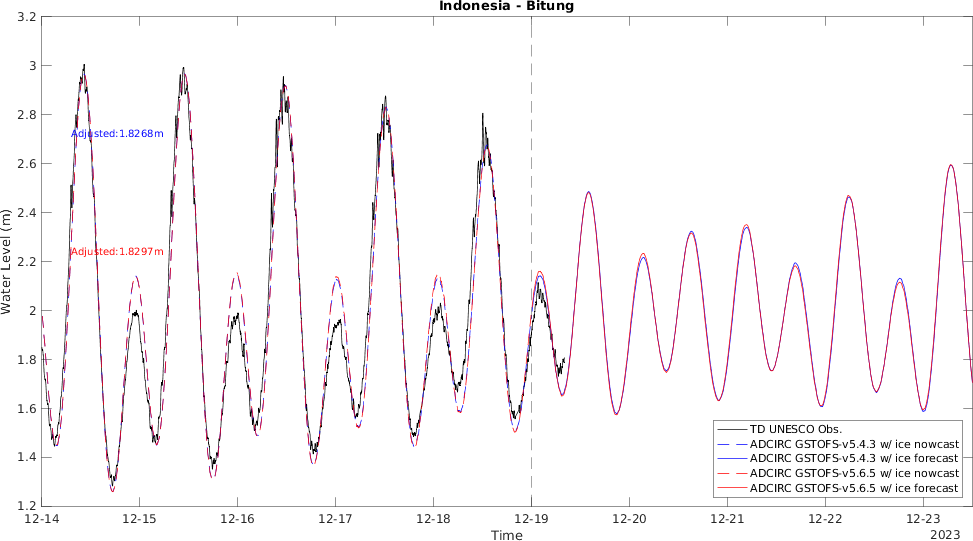 Indonesia - Bitung
3.2
3
2.8
2.6
2.4
2.2
2
1.8
1.6
1.4
1.2
Water Level (m)
Adjusted:1.8268m
Adjusted:1.8297m
TD UNESCO Obs.
ADCIRC GSTOFS-v5.4.3 w/ ice nowcast
ADCIRC GSTOFS-v5.4.3 w/ ice forecast
ADCIRC GSTOFS-v5.6.5 w/ ice nowcast
ADCIRC GSTOFS-v5.6.5 w/ ice forecast
12-14 12-15 12-16 12-17 12-18 12-19 12-20 12-21 12-22 12-23
Time
2023